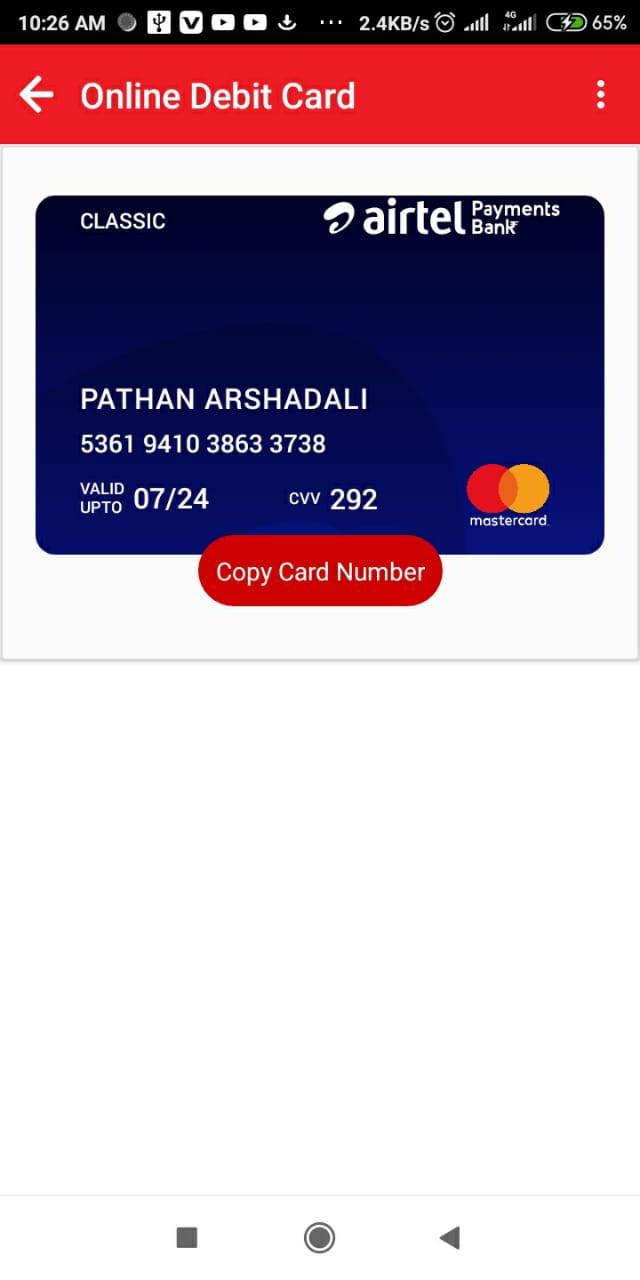 10:26 AM ... 2.4KB/s 4G 65%
Online Debit Card
CLASSIC
airtel Payments Bank₹
PATHAN ARSHADALI
5361 9410 3863 3738
VALID UPTO 07/24 CVV 292
mastercard.
Copy Card Number